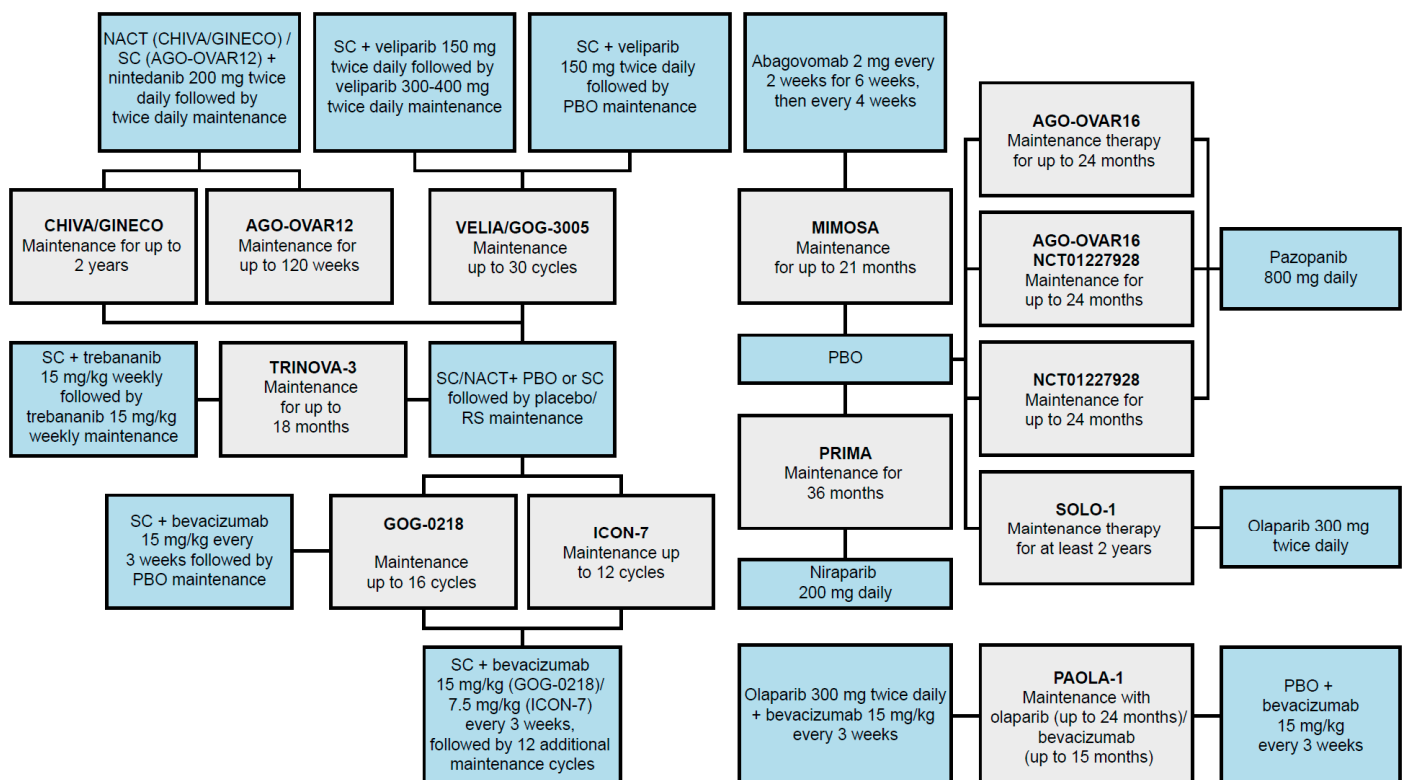 NACT (CHIVA/GINECO) /
SC (AGO-OVAR12) +
nintedanib 200 mg twice
daily followed by
twice daily maintenance
SC + veliparib 150 mg
twice daily followed by
veliparib 300-400 mg
twice daily maintenance
SC + veliparib
150 mg twice daily
followed by
PBO maintenance
CHIVA/GINECO
Maintenance for up to
2 years
AGO-OVAR12
Maintenance for
up to 120 weeks
VELIA/GOG-3005
Maintenance
up to 30 cycles
SC + trebananib
15 mg/kg weekly
followed by
trebananib 15 mg/kg
weekly maintenance
TRINOVA-3
Maintenance
for up to
18 months
SC/NACT+ PBO or SC
followed by placebo/
RS maintenance
SC + bevacizumab
15 mg/kg every
3 weeks followed by
PBO maintenance
GOG-0218
Maintenance
up to 16 cycles
ICON-7
Maintenance up
to 12 cycles
SC + bevacizumab
15 mg/kg (GOG-0218)/
7.5 mg/kg (ICON-7)
every 3 weeks,
followed by 12 additional
maintenance cycles
Abagovomab 2 mg every
2 weeks for 6 weeks,
then every 4 weeks
MIMOSA
Maintenance
for up to 21 months
PBO
PRIMA
Maintenance for
36 months
Niraparib
200 mg daily
AGO-OVAR16
Maintenance therapy
for up to 24 months
AGO-OVAR16
NCT01227928
Maintenance for
up to 24 months
NCT01227928
Maintenance for
up to 24 months
Pazopanib
800 mg daily
SOLO-1
Maintenance therapy
for at least 2 years
Olaparib 300 mg
twice daily
Olaparib 300 mg twice daily
+ bevacizumab 15 mg/kg
every 3 weeks
PAOLA-1
Maintenance with
olaparib (up to 24 months)/
bevacizumab
(up to 15 months)
PBO +
bevacizumab
15 mg/kg
every 3 weeks